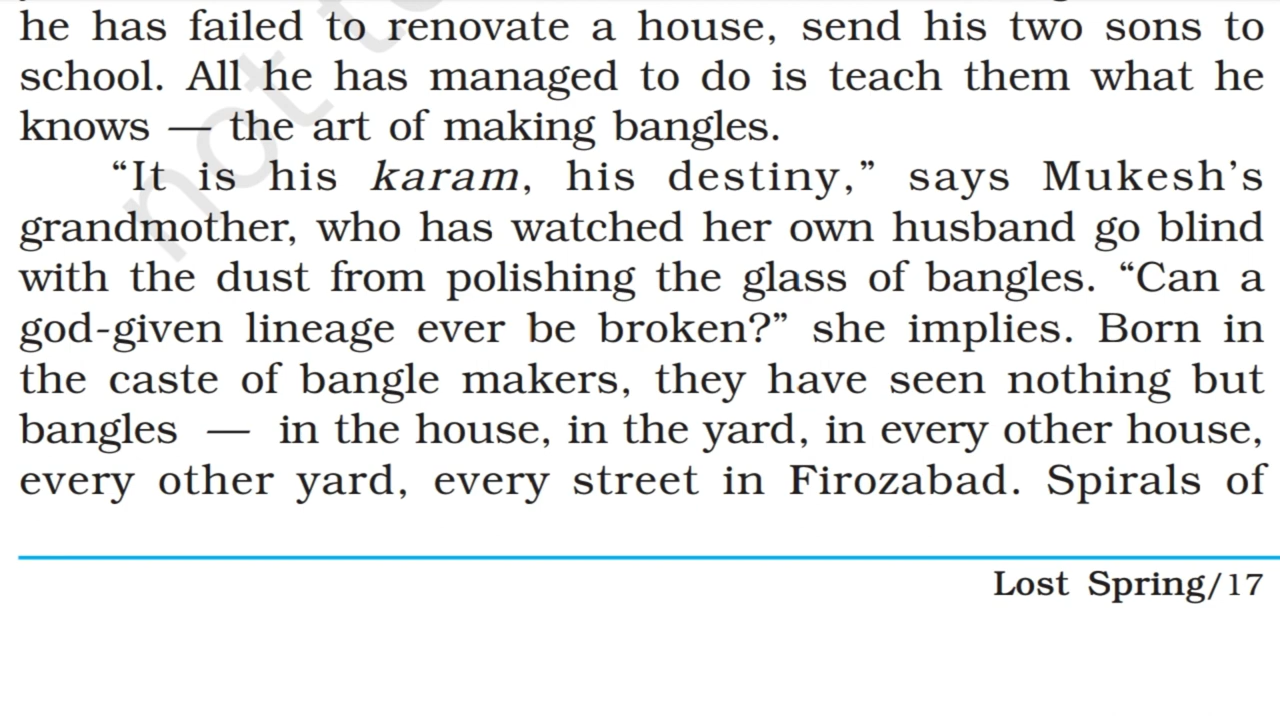 he has failed to renovate a house, send his two sons to
school. All he has managed to do is teach them what he
knows — the art of making bangles.
“It is his karam, his destiny,” says Mukesh’s
grandmother, who has watched her own husband go blind
with the dust from polishing the glass of bangles. “Can a
god-given lineage ever be broken?” she implies. Born in
the caste of bangle makers, they have seen nothing but
bangles — in the house, in the yard, in every other house,
every other yard, every street in Firozabad. Spirals of
Lost Spring/17
not to